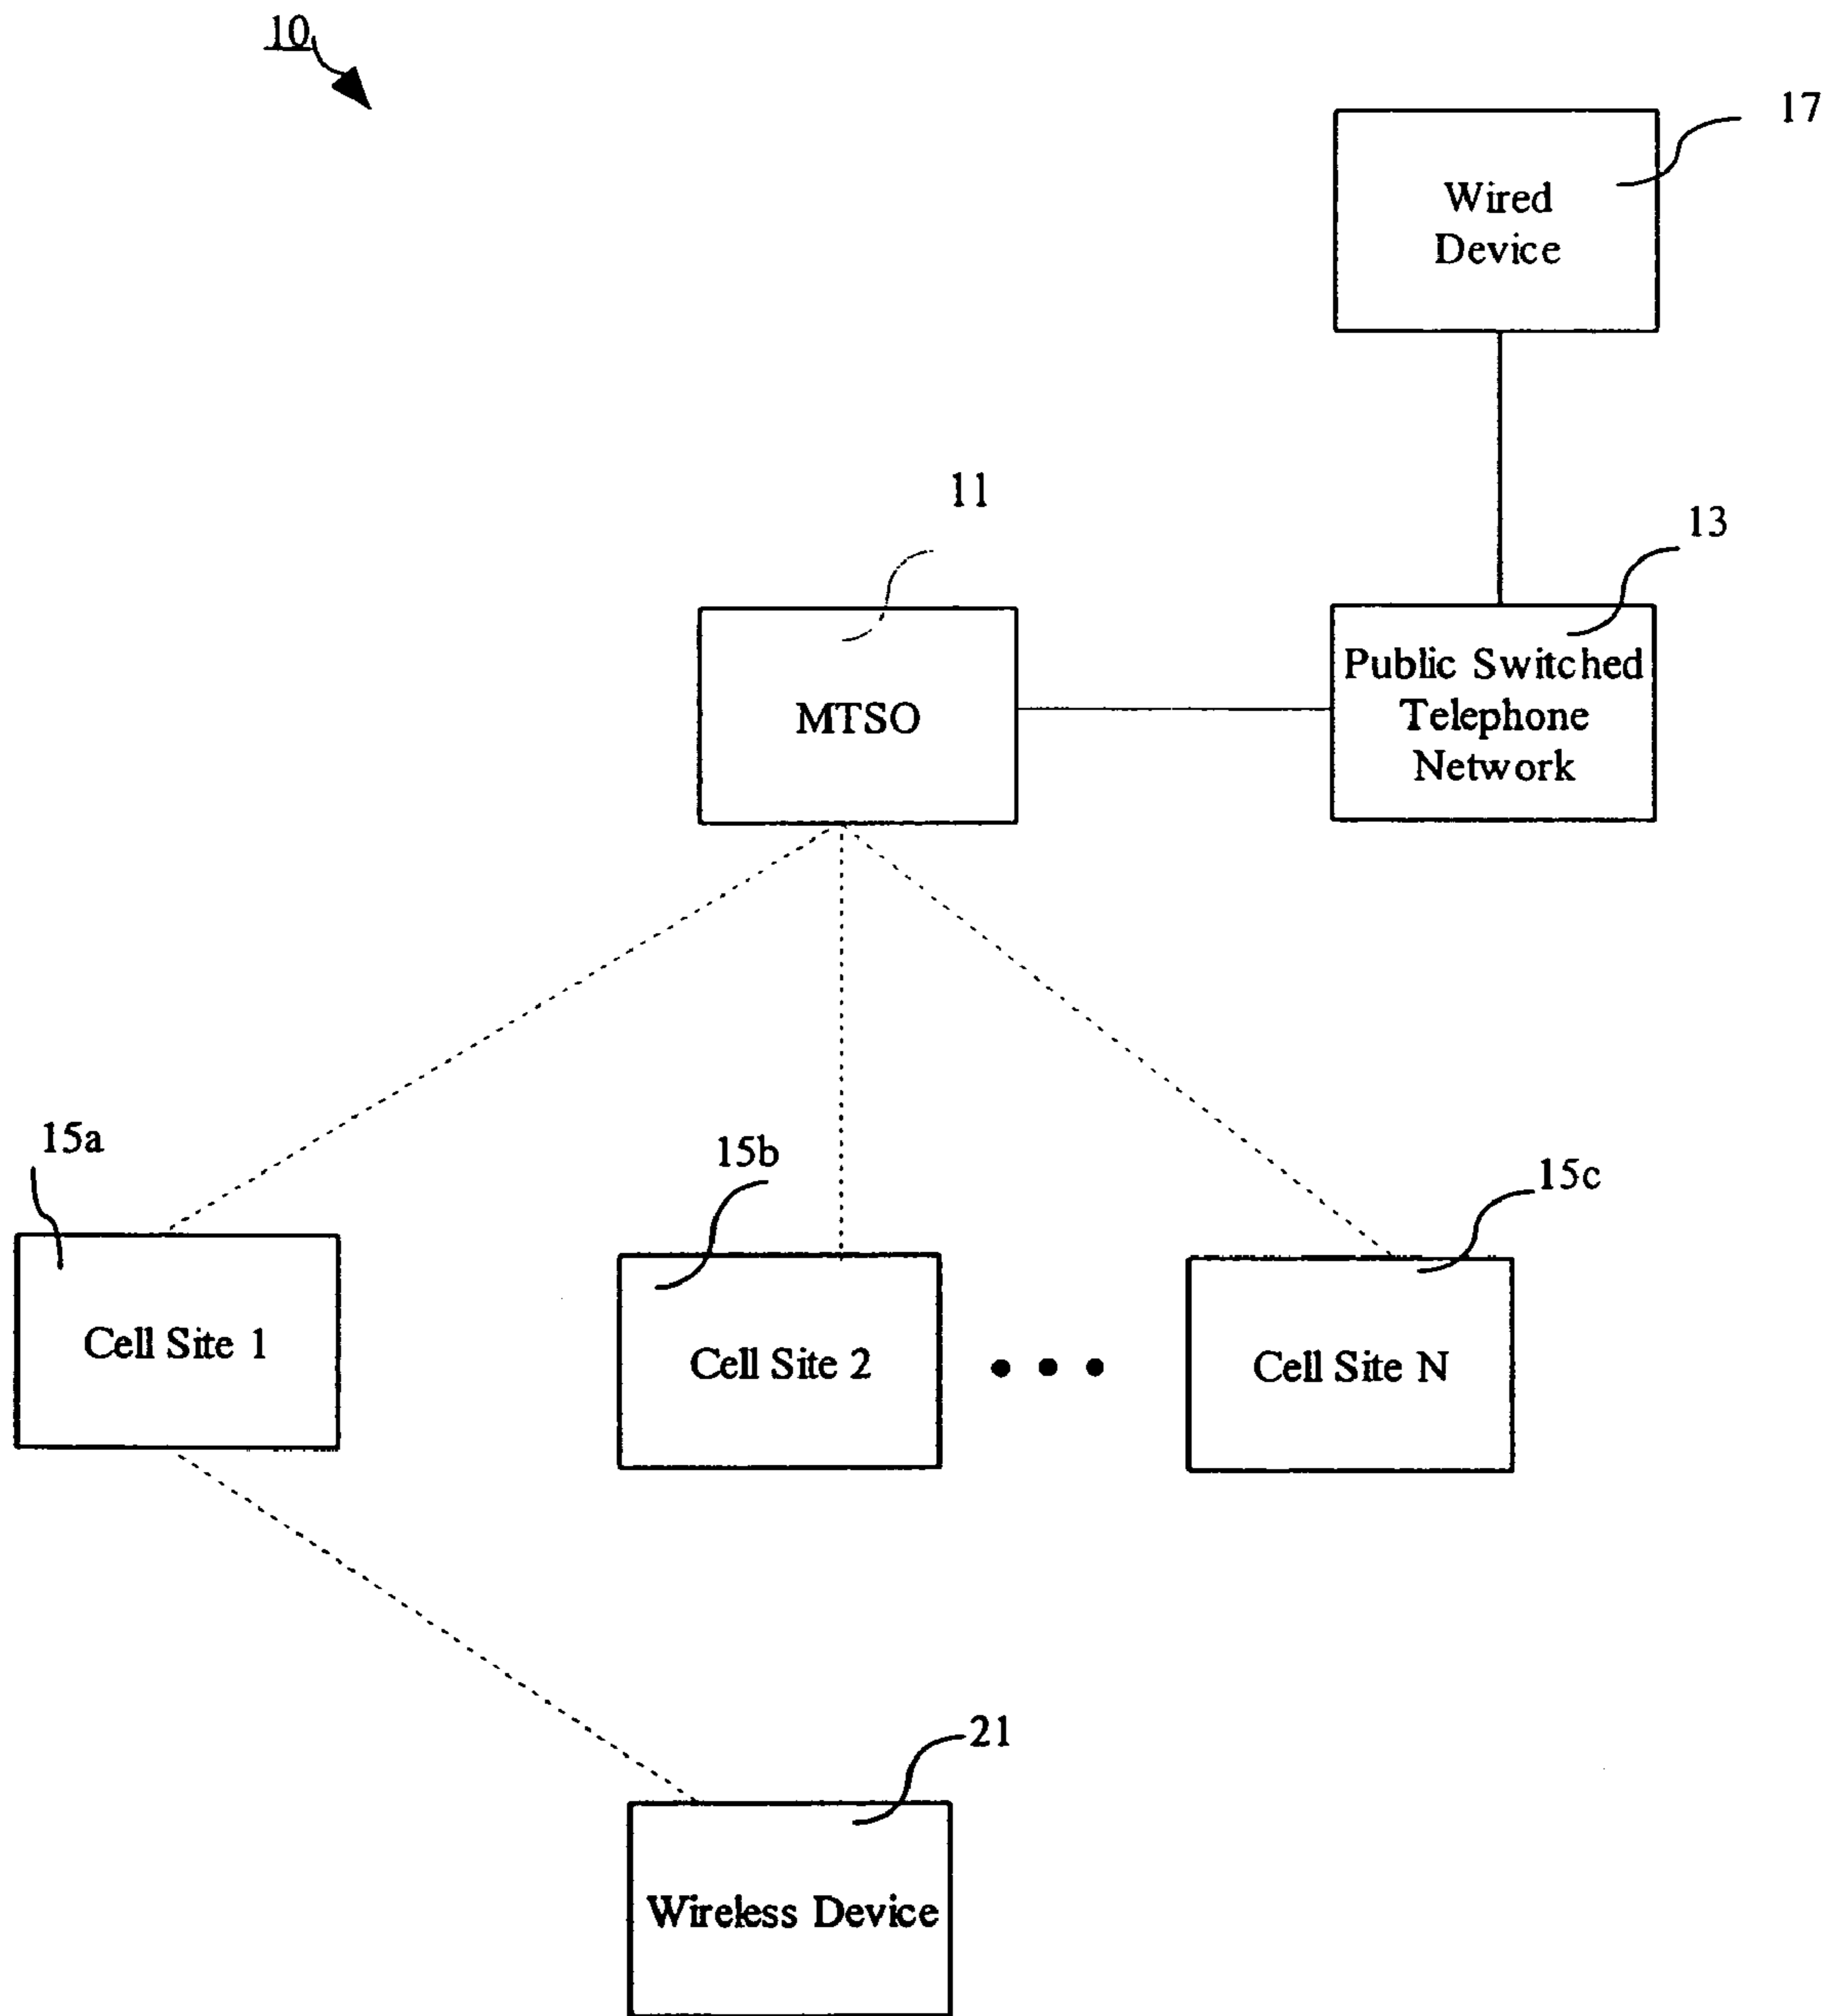 10
17
Wired
Device
11
13
MTSO
Public Switched
Telephone
Network
15a
15b
15c
Cell Site 1
Cell Site 2
Cell Site N
21
Wireless Device